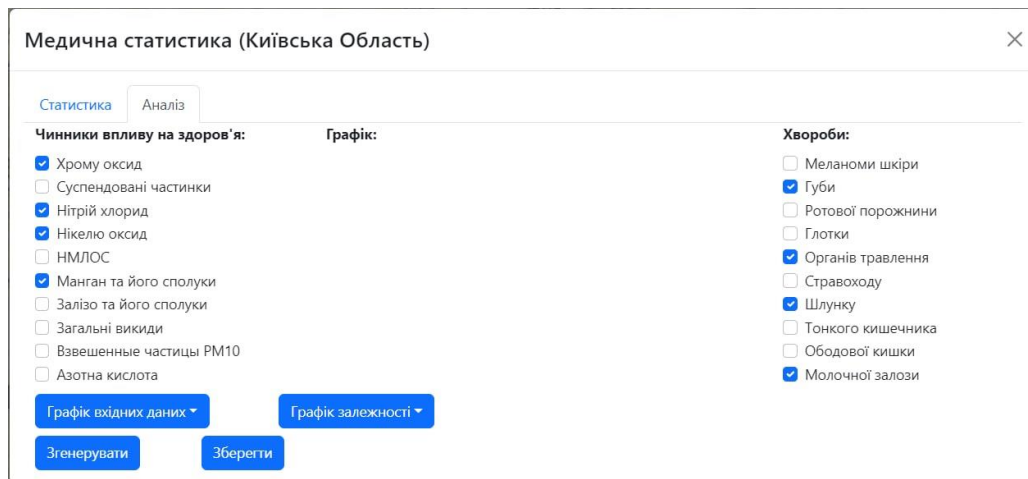 Медична статистика (Київська Область)
Статистика
Аналіз
Чинники впливу на здоров'я:
Хрому оксид
Суспендовані частинки
Нітрій хлорид
Нікелю оксид
НМЛОС
Манган та його сполуки
Залізо та його сполуки
Загальні викиди
Взвешенные частицы PM10
Азотна кислота
Графік вхідних даних
Згенерувати
Графік:
Графік залежності
Зберегти
Хвороби:
Меланоми шкіри
Губи
Ротової порожнини
Глотки
Органів травлення
Стравоходу
Шлунку
Тонкого кишечника
Ободової кишки
Молочної залози